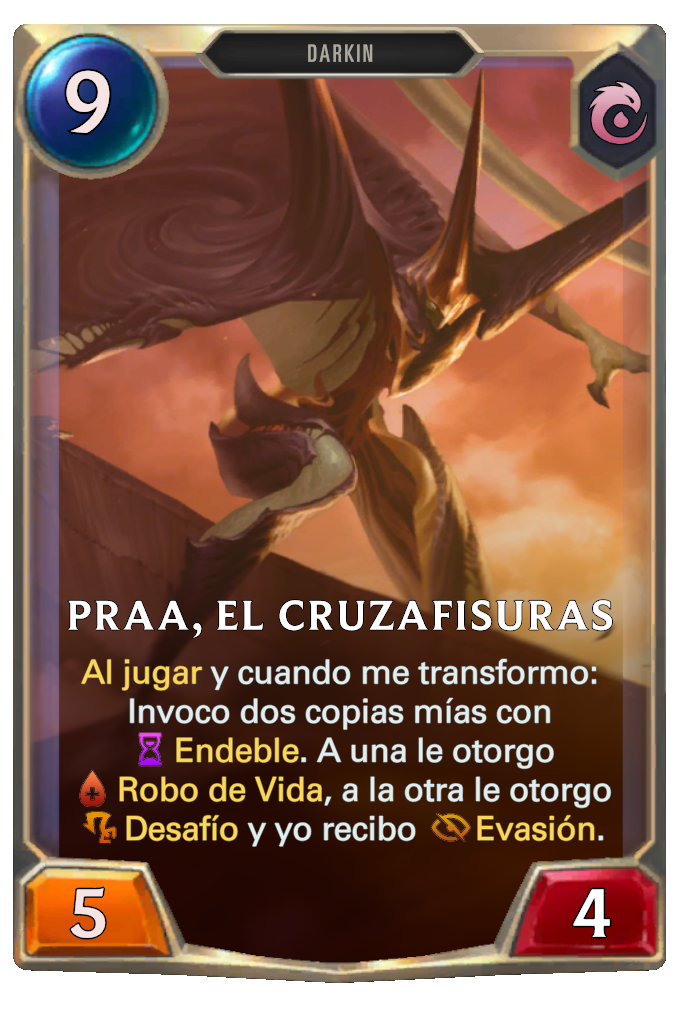 DARKIN
9
PRAA, EL CRUZAFISURAS
Al jugar y cuando me transformo:
Invoco dos copias mías con
Endeble. A una le otorgo
Robo de Vida, a la otra le otorgo
Desafío y yo recibo Evasión.
5
4